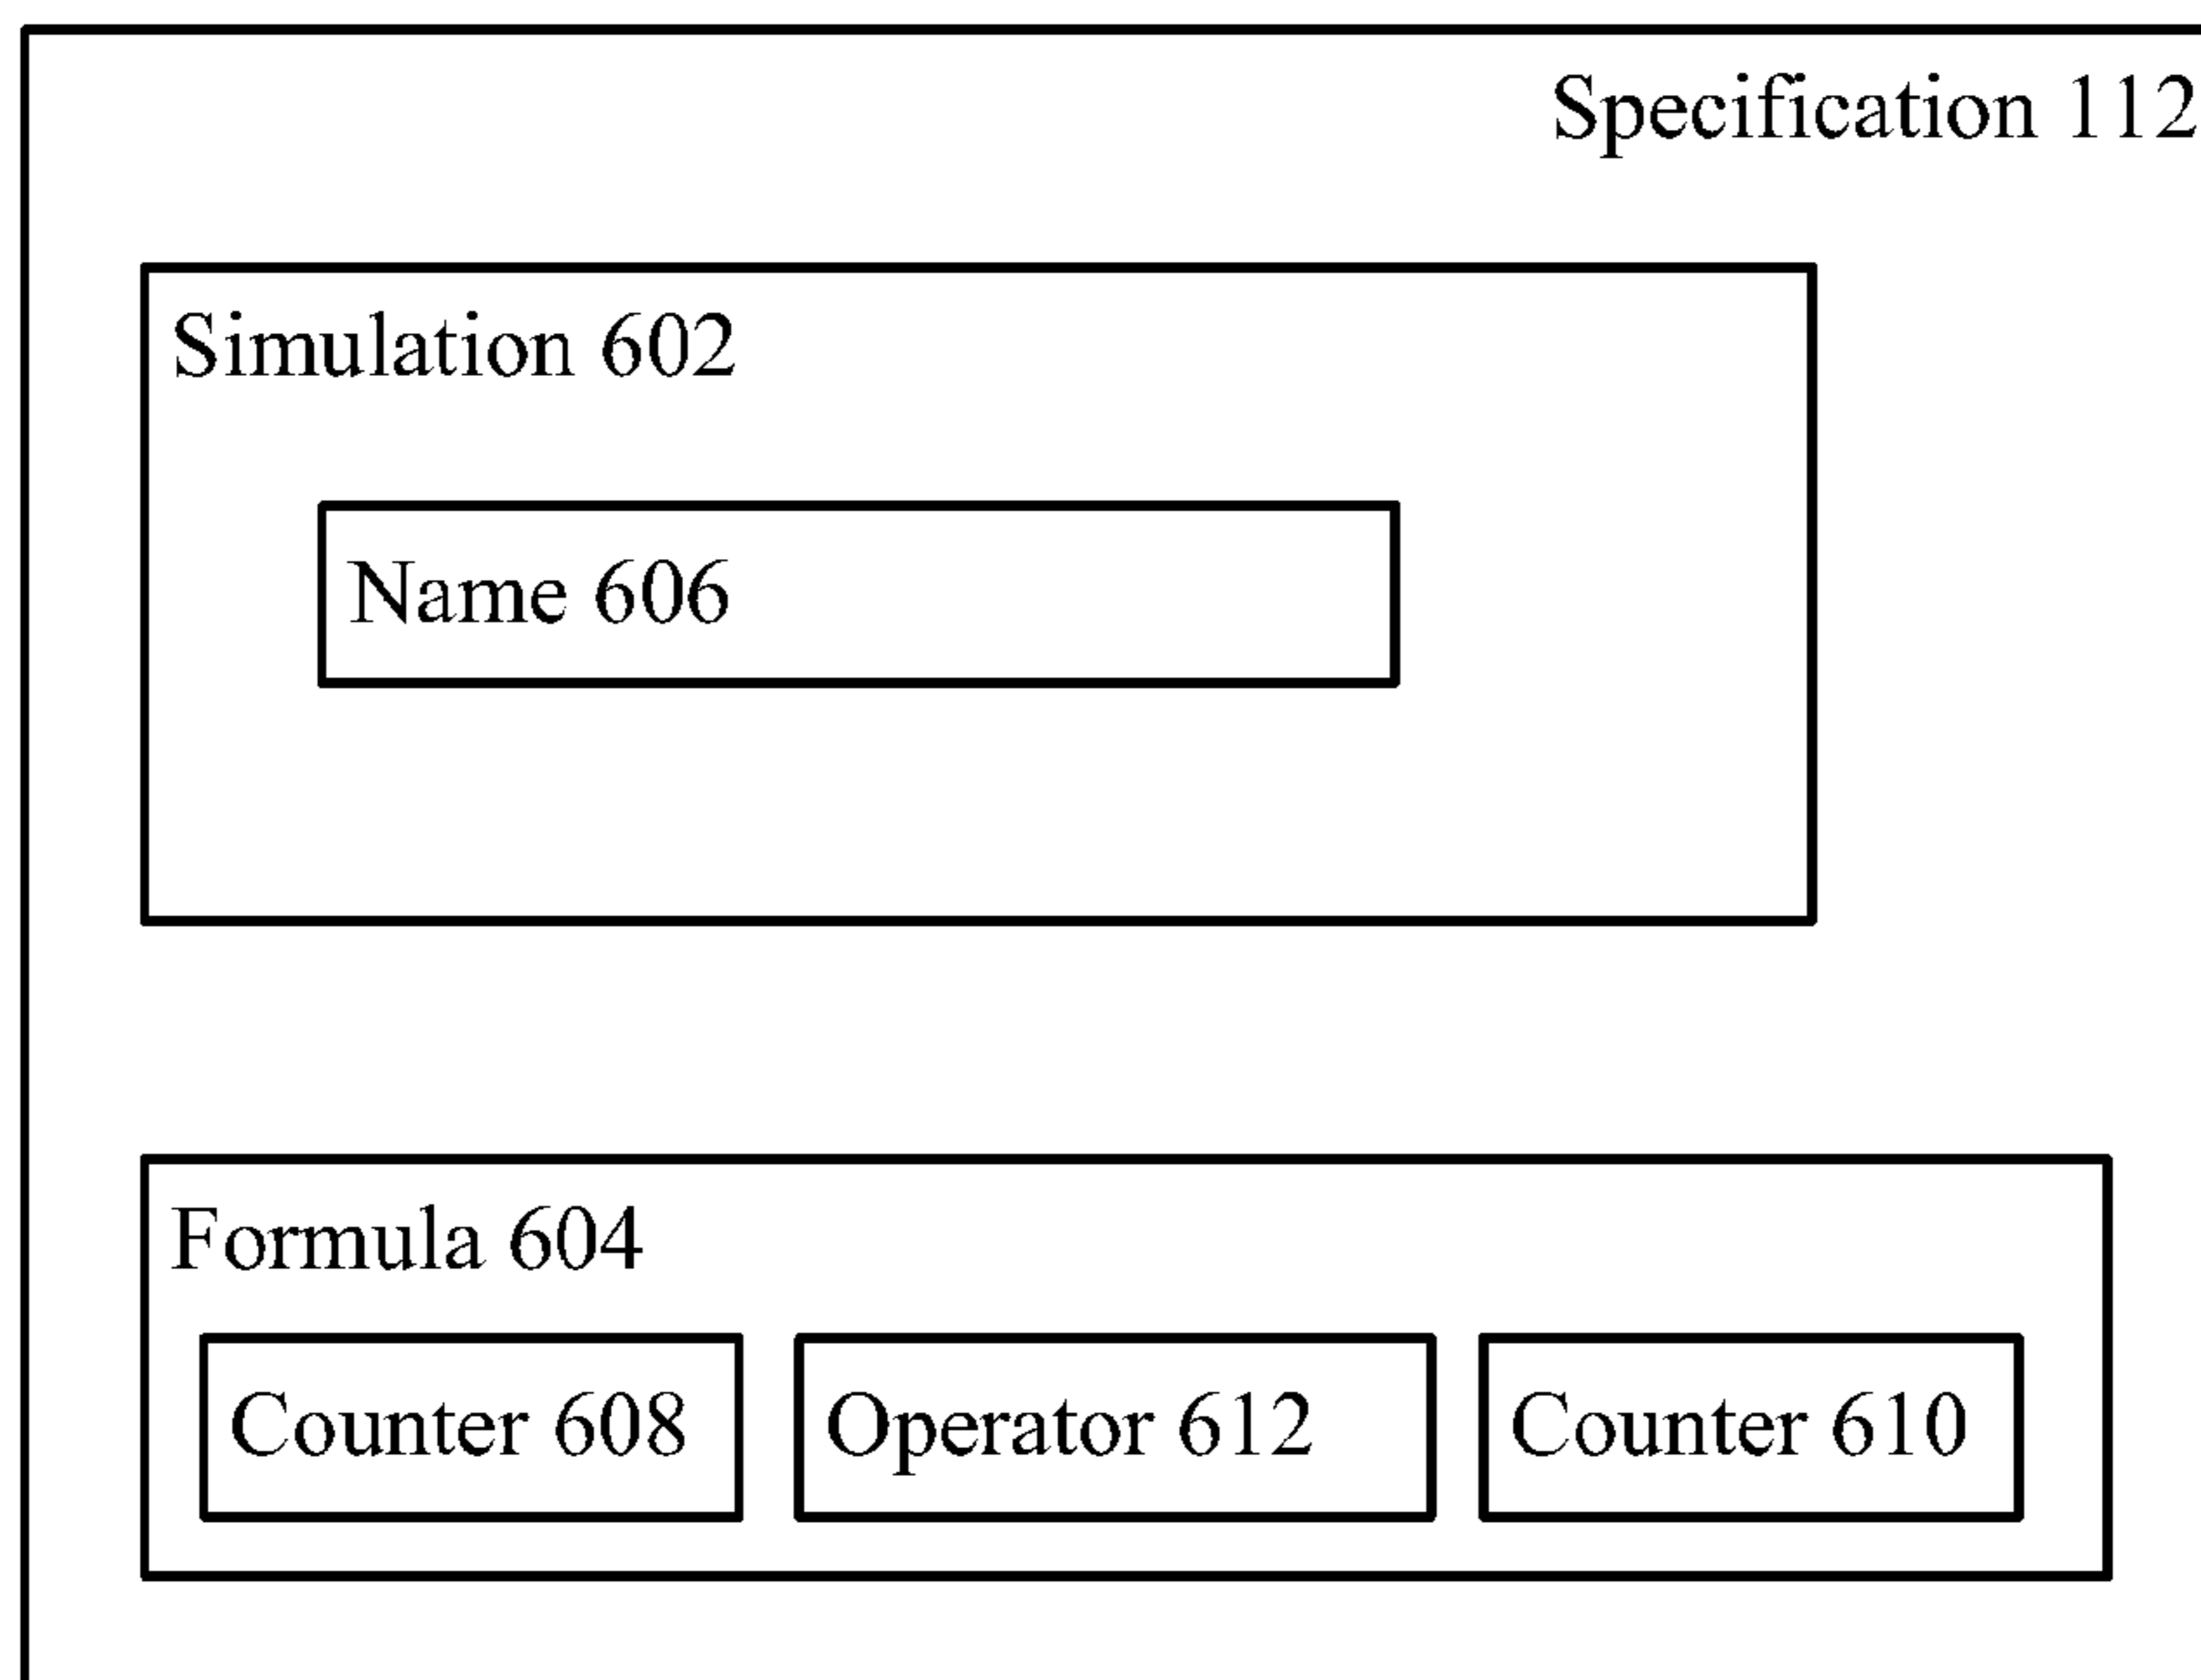 Specification 112
Simulation 602
Name 606
Formula 604
Counter 608
Operator 612
Counter 610